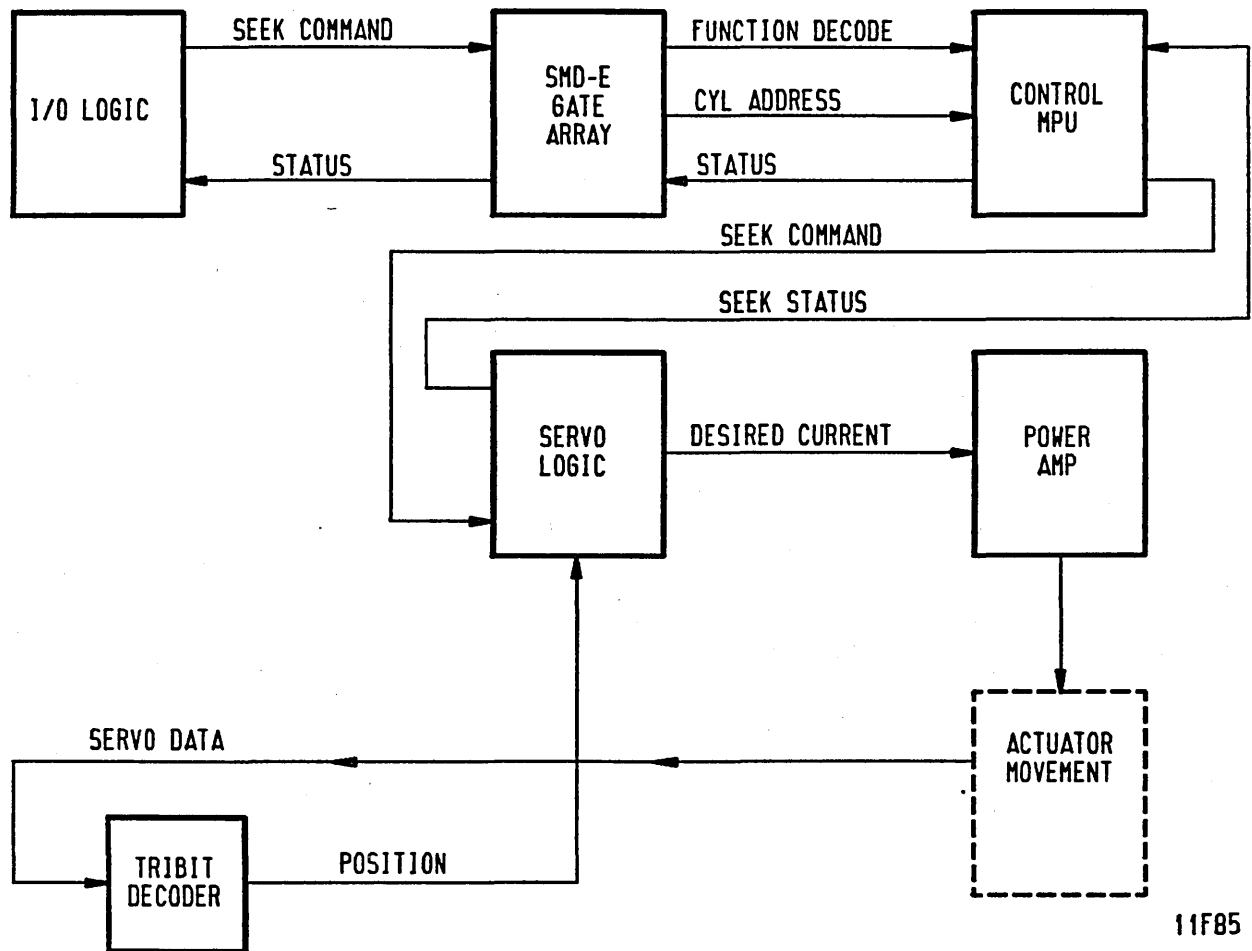 SEEK COMMAND
FUNCTION DECODE
I/O LOGIC
SMD-E
GATE
ARRAY
CYL ADDRESS
CONTROL
MPU
STATUS
STATUS
SEEK COMMAND
SEEK STATUS
SERVO
LOGIC
DESIRED CURRENT
POWER
AMP
SERVO DATA
ACTUATOR
MOVEMENT
TRIBIT
DECODER
POSITION
11F85